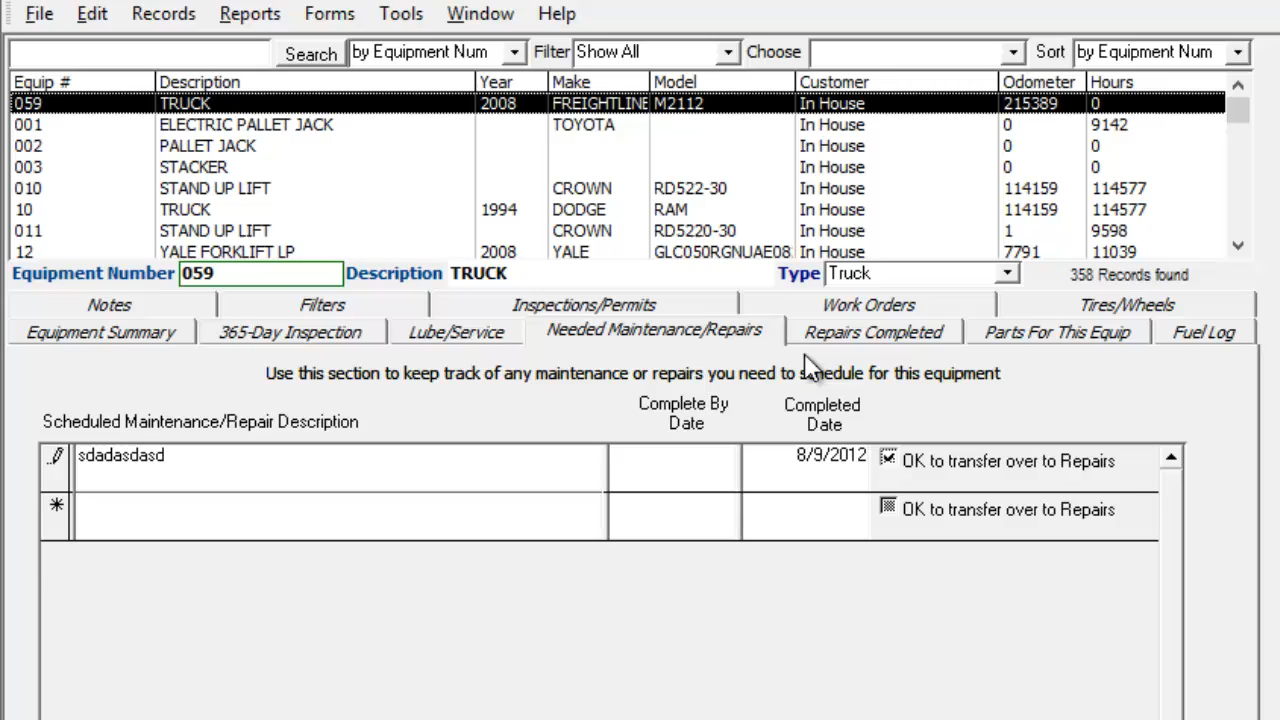 File Edit Records Reports Forms Tools Window Help
Search by Equipment Num Filter Show All Choose Sort by Equipment Num
Equip # Description Year Make Model Customer Odometer Hours
059 TRUCK 2008 FREIGHTLINE M2112 In House 215389 0
001 ELECTRIC PALLET JACK TOYOTA In House 0 9142
002 PALLET JACK In House 0 0
003 STACKER In House 0 0
010 STAND UP LIFT CROWN RD522-30 In House 114159 114577
10 TRUCK 1994 DODGE RAM In House 114159 114577
011 STAND UP LIFT CROWN RD5220-30 In House 1 9598
12 YALE FORKLIFT LP 2008 YALE GLC050RGNUAE08 In House 7791 11039
Equipment Number 059 Description TRUCK Type Truck 358 Records found
Notes Filters Inspections/Permits Work Orders Tires/Wheels
Equipment Summary 365-Day Inspection Lube/Service Needed Maintenance/Repairs Repairs Completed Parts For This Equip Fuel Log
Use this section to keep track of any maintenance or repairs you need to schedule for this equipment
Scheduled Maintenance/Repair Description Complete By Date Completed Date
sdadasdasd 8/9/2012 OK to transfer over to Repairs
* OK to transfer over to Repairs